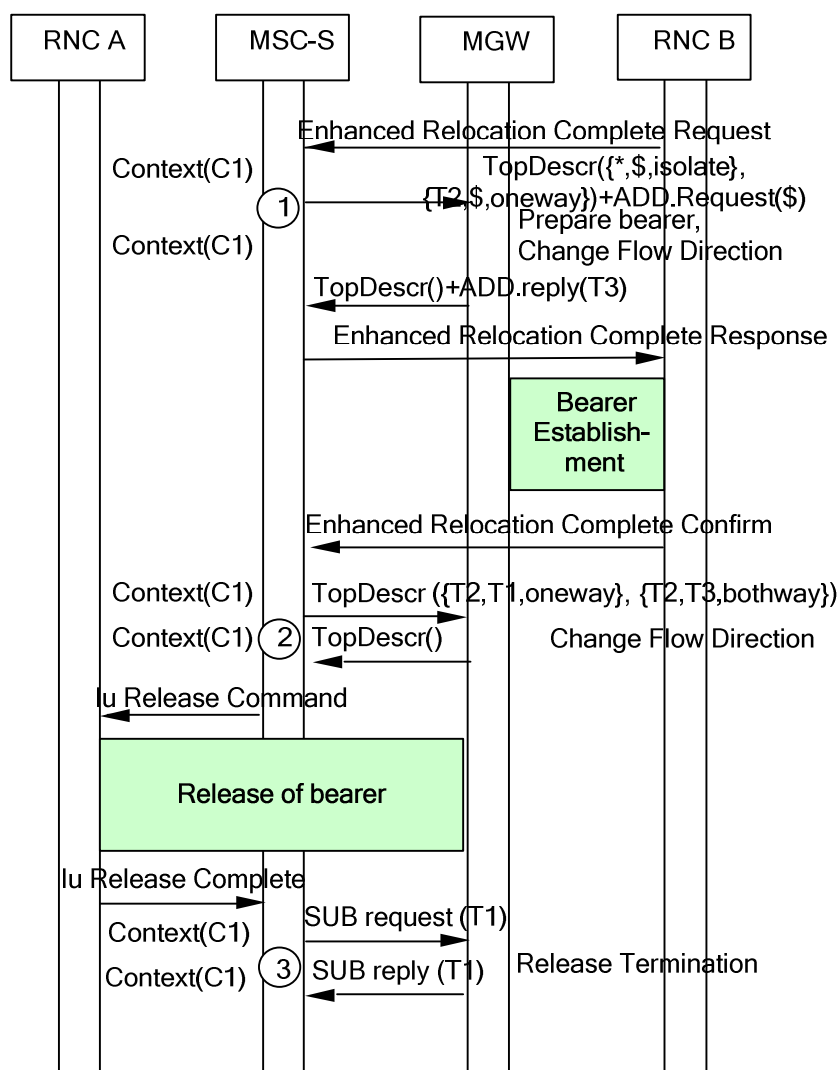 RNC A
MSC-S
MGW
RNC B
Enhanced Relocation Complete Request
Context(C1)
TopDescr({*,$,isolate},
{T2,$,oneway})+ADD.Request($)
1
Prepare bearer,
Context(C1)
Change Flow Direction
TopDescr()+ADD.reply(T3)
Enhanced Relocation Complete Response
Bearer
Establish-
ment
Enhanced Relocation Complete Confirm
Context(C1)
TopDescr ({T2,T1,oneway}, {T2,T3,bothway})
Context(C1)
2
TopDescr()
Change Flow Direction
Iu Release Command
Release of bearer
Iu Release Complete
SUB request (T1)
Context(C1)
3
Context(C1)
SUB reply (T1)
Release Termination